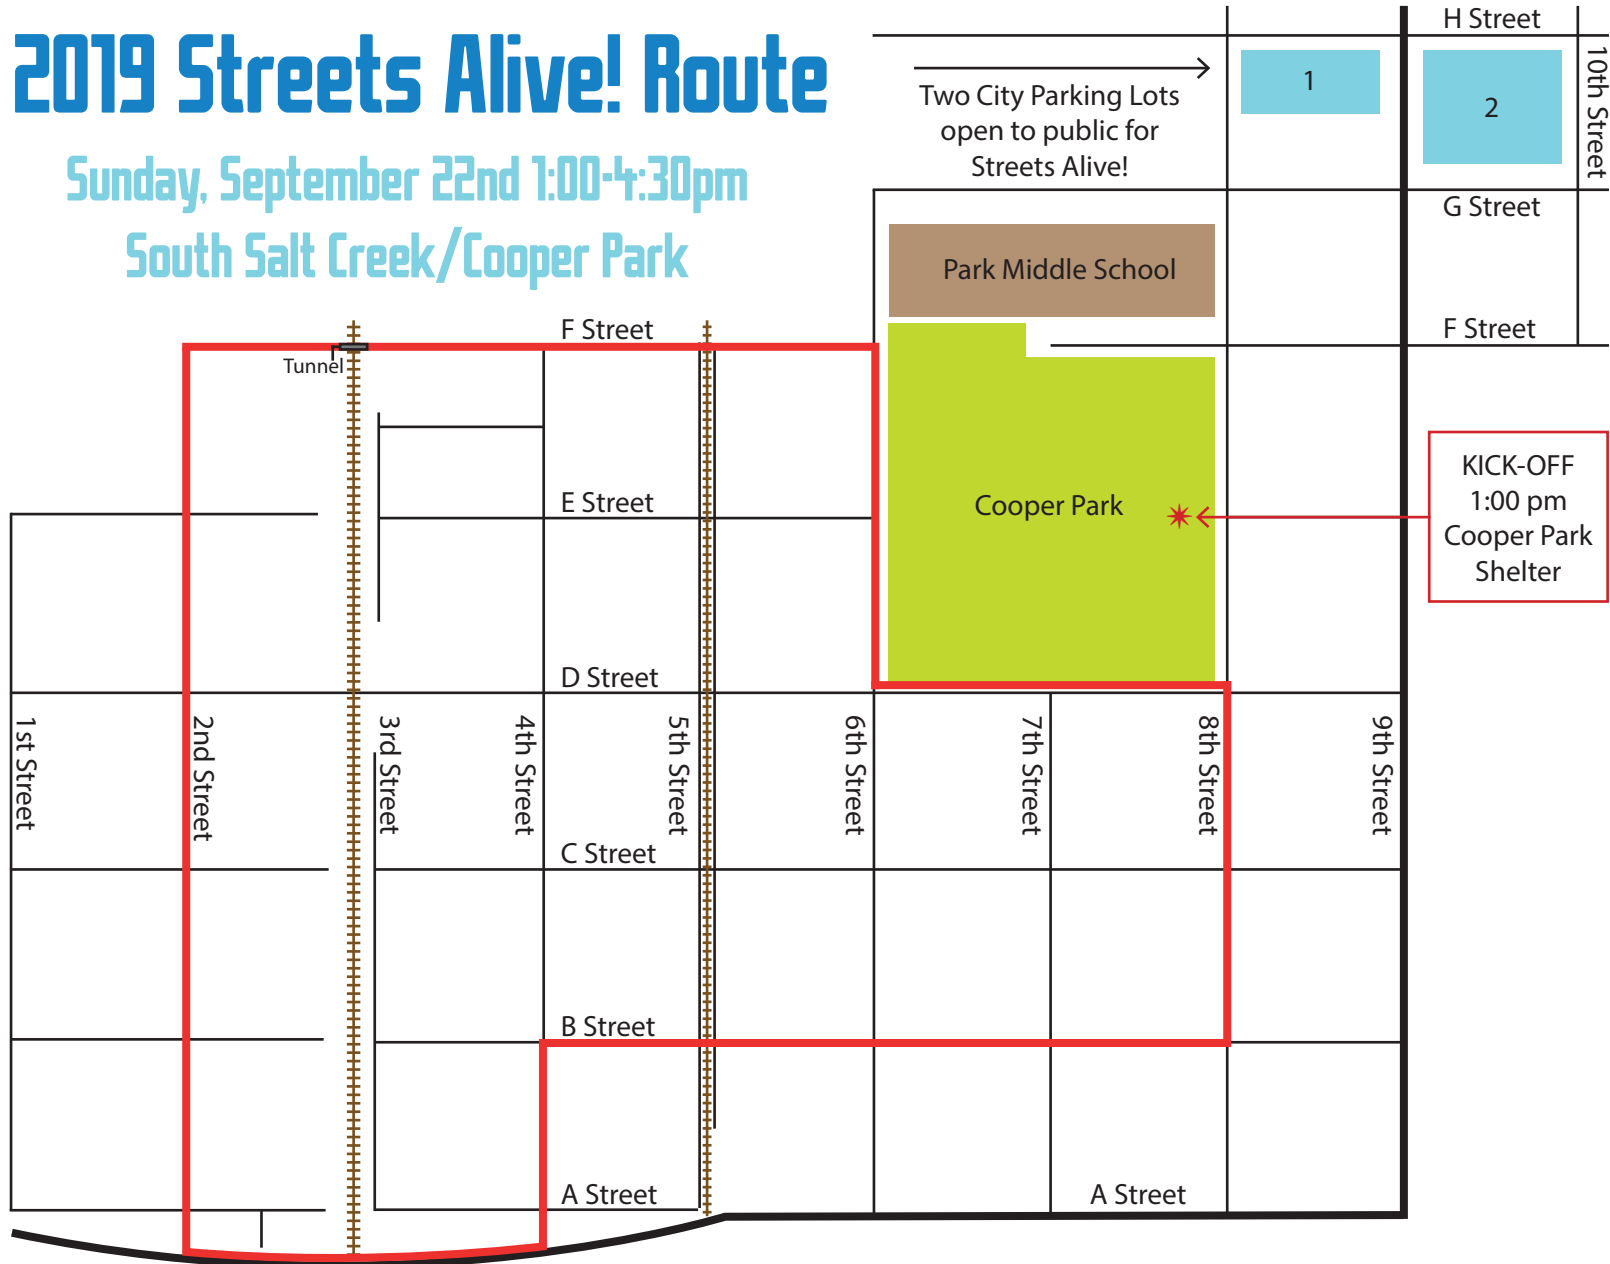 2019 Streets Alive! Route
Sunday, September 22nd 1:00-4:30pm
South Salt Creek/Cooper Park
H Street
10th Street
Two City Parking Lots
open to public for
Streets Alive!
1
2
G Street
Park Middle School
F Street
F Street
Tunnel
KICK-OFF
1:00 pm
Cooper Park
Shelter
E Street
Cooper Park
D Street
1st Street
2nd Street
3rd Street
4th Street
5th Street
6th Street
7th Street
8th Street
9th Street
C Street
B Street
A Street
A Street